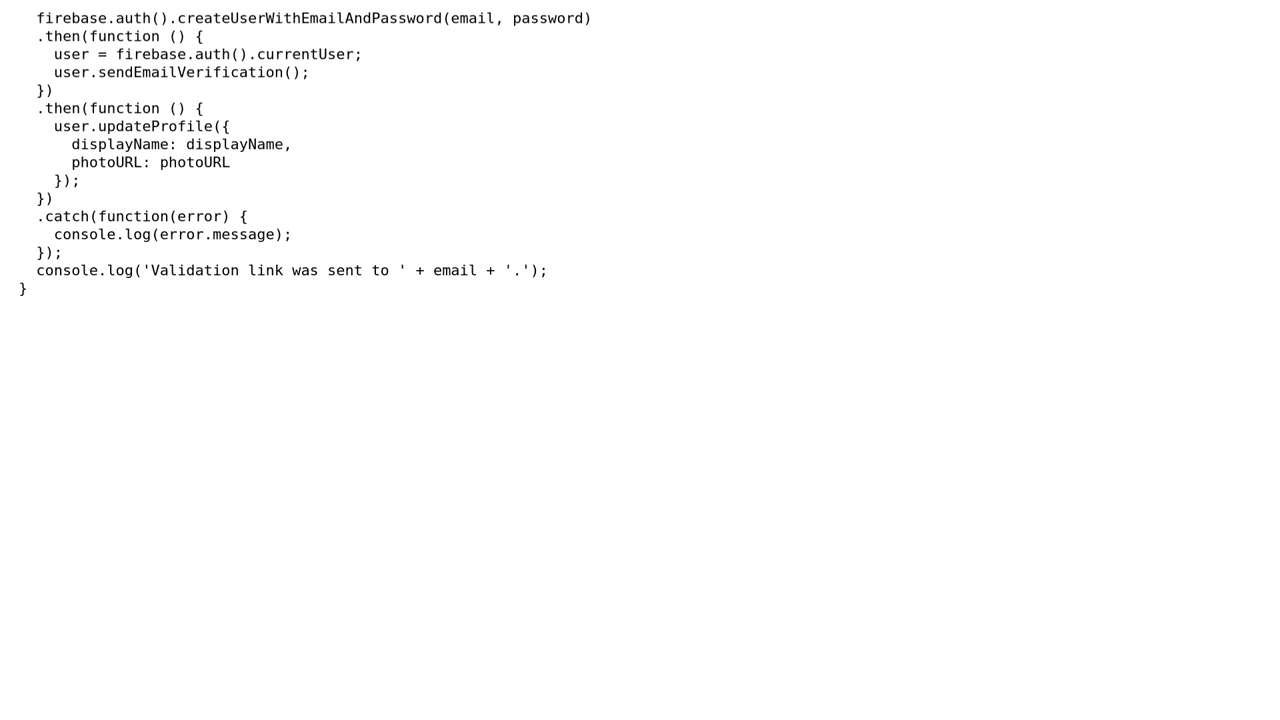 firebase.auth().createUserWithEmailAndPassword(email, password)
.then(function () {
user = firebase.auth().currentUser;
user.sendEmailVerification();
})
.then(function () {
user.updateProfile({
displayName: displayName,
photoURL: photoURL
});
})
.catch(function(error) {
console.log(error.message);
});
console.log('Validation link was sent to ' + email + '.');
}